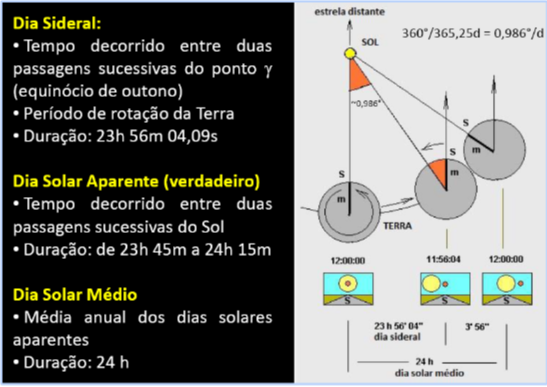 Dia Sideral:
• Tempo decorrido entre duas
passagens sucessivas do ponto γ
(equinócio de outono)
• Período de rotação da Terra
• Duração: 23h 56m 04,09s
Dia Solar Aparente (verdadeiro)
• Tempo decorrido entre duas
passagens sucessivas do Sol
• Duração: de 23h 45m a 24h 15m
Dia Solar Médio
• Média anual dos dias solares
aparentes
• Duração: 24 h
estrela distante
SOL
360°/365,25d = 0,986°/d
~0,986°
S
m
S
m
S
m
TERRA
12:00:00
11:56:04
12:00:00
S
S
S
23 h 56' 04"
dia sideral
3' 56"
24 h
dia solar médio